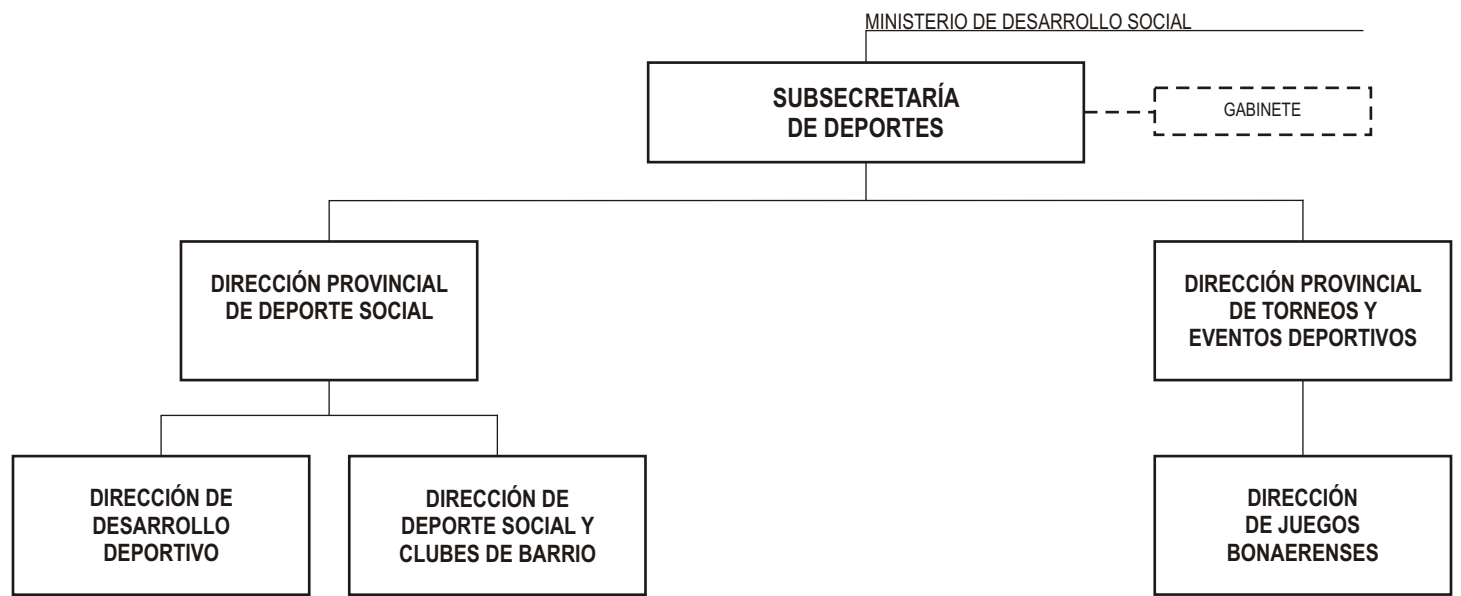 MINISTERIO DE DESARROLLO SOCIAL
SUBSECRETARÍA
DE DEPORTES
GABINETE
DIRECCIÓN PROVINCIAL
DE DEPORTE SOCIAL
DIRECCIÓN PROVINCIAL
DE TORNEOS Y
EVENTOS DEPORTIVOS
DIRECCIÓN DE
DESARROLLO
DEPORTIVO
DIRECCIÓN DE
DEPORTE SOCIAL Y
CLUBES DE BARRIO
DIRECCIÓN
DE JUEGOS
BONAERENSES